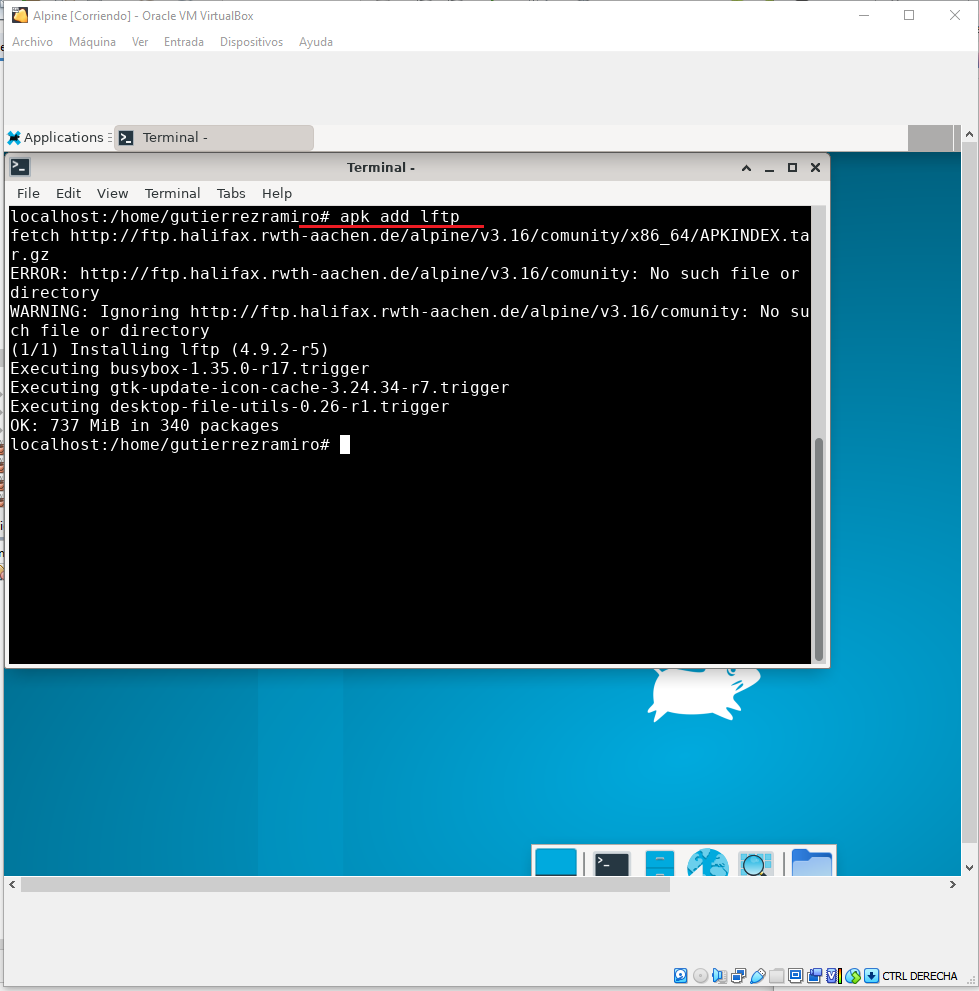 Alpine [Corriendo] - Oracle VM VirtualBox
Archivo Máquina Ver Entrada Dispositivos Ayuda
Applications Terminal -
Terminal -
File Edit View Terminal Tabs Help
localhost:/home/gutierrezramiro# apk add lftp
fetch http://ftp.halifax.rwth-aachen.de/alpine/v3.16/comunity/x86_64/APKINDEX.ta
r.gz
ERROR: http://ftp.halifax.rwth-aachen.de/alpine/v3.16/comunity: No such file or
directory
WARNING: Ignoring http://ftp.halifax.rwth-aachen.de/alpine/v3.16/comunity: No su
ch file or directory
(1/1) Installing lftp (4.9.2-r5)
Executing busybox-1.35.0-r17.trigger
Executing gtk-update-icon-cache-3.24.34-r7.trigger
Executing desktop-file-utils-0.26-r1.trigger
OK: 737 MiB in 340 packages
localhost:/home/gutierrezramiro#
CTRL DERECHA